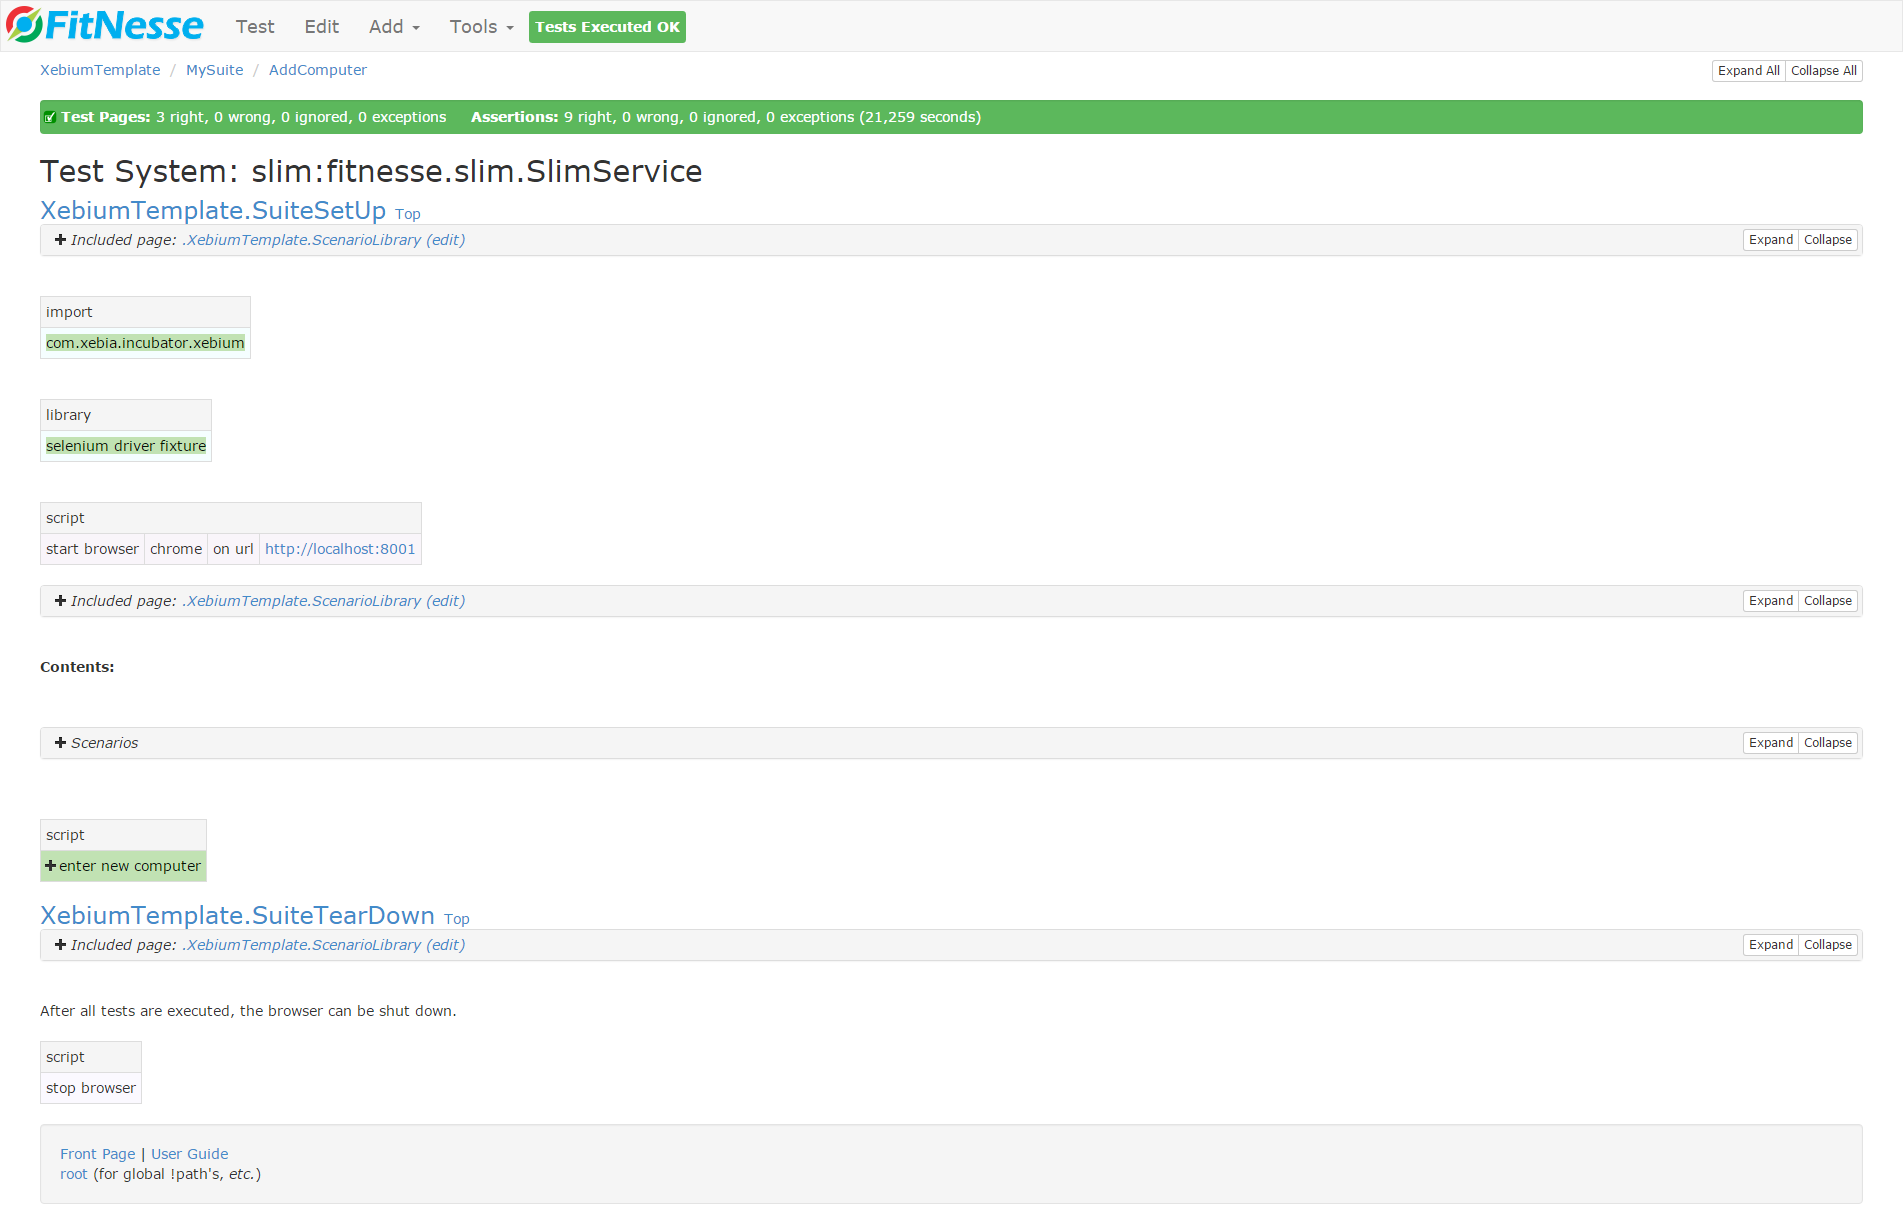 FitNesse Test Edit Add Tools Tests Executed OK
XebiumTemplate / MySuite / AddComputer Expand All Collapse All
Test Pages: 3 right, 0 wrong, 0 ignored, 0 exceptions Assertions: 9 right, 0 wrong, 0 ignored, 0 exceptions (21,259 seconds)
Test System: slim:fitnesse.slim.SlimService
XebiumTemplate.SuiteSetUp Top
Included page: .XebiumTemplate.ScenarioLibrary (edit) Expand Collapse
import
com.xebia.incubator.xebium
library
selenium driver fixture
script
start browser chrome on url http://localhost:8001
Included page: .XebiumTemplate.ScenarioLibrary (edit) Expand Collapse
Contents:
Scenarios Expand Collapse
script
enter new computer
XebiumTemplate.SuiteTearDown Top
Included page: .XebiumTemplate.ScenarioLibrary (edit) Expand Collapse
After all tests are executed, the browser can be shut down.
script
stop browser
Front Page | User Guide
root (for global !path's, etc.)